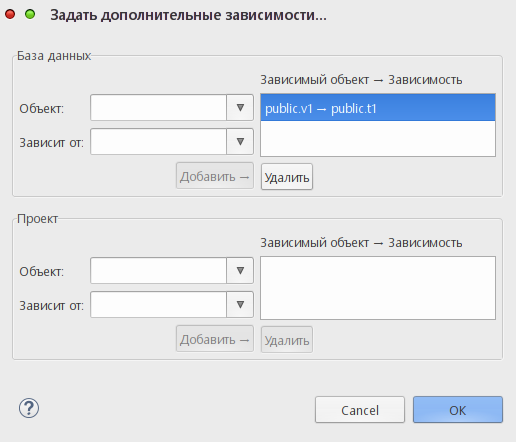 Задать дополнительные зависимости...
База данных
Зависимый объект → Зависимость
Объект:
public.v1 → public.t1
Зависит от:
Добавить →
Удалить
Проект
Зависимый объект → Зависимость
Объект:
Зависит от:
Добавить →
Удалить
?
Cancel
OK